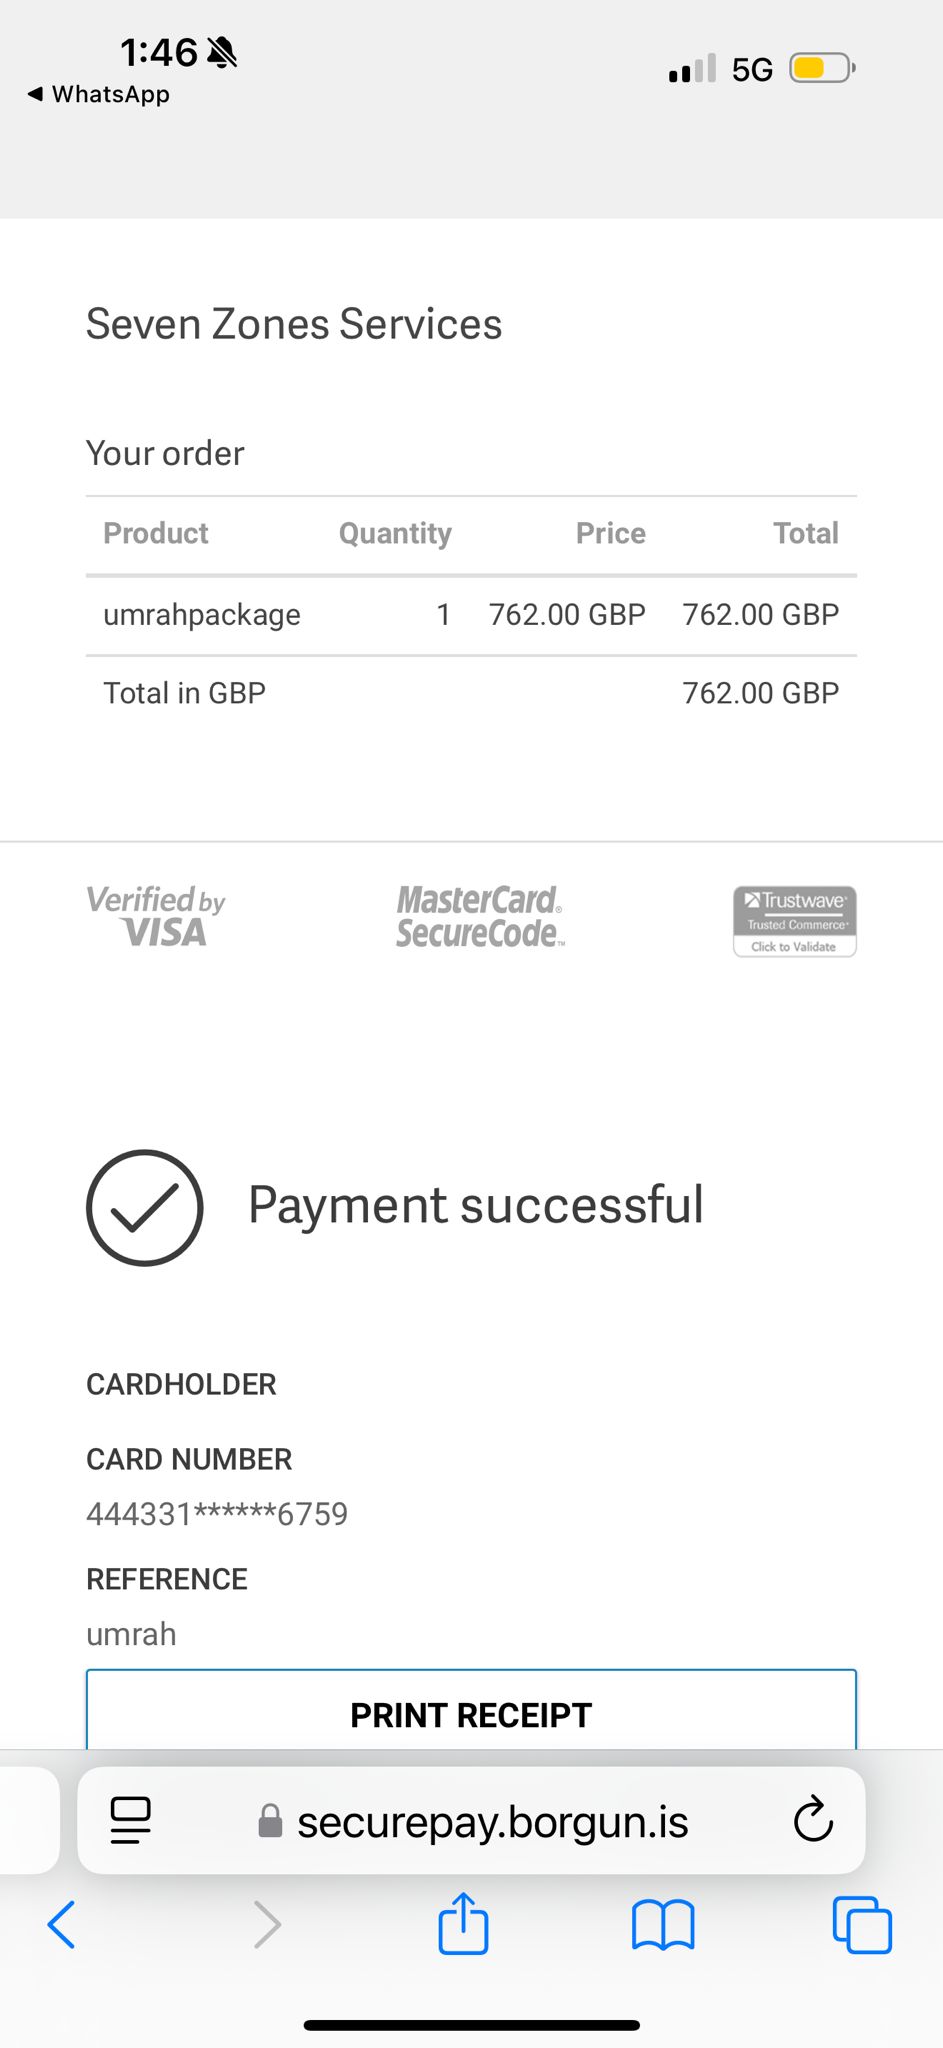 1:46
◀ WhatsApp
5G
Seven Zones Services
Your order
Product Quantity Price Total
umrahpackage 1 762.00 GBP 762.00 GBP
Total in GBP 762.00 GBP
Verified by
VISA
MasterCard®
SecureCode™
Trustwave®
Trusted Commerce®
Click to Validate
Payment successful
CARDHOLDER
CARD NUMBER
444331******6759
REFERENCE
umrah
PRINT RECEIPT
securepay.borgun.is